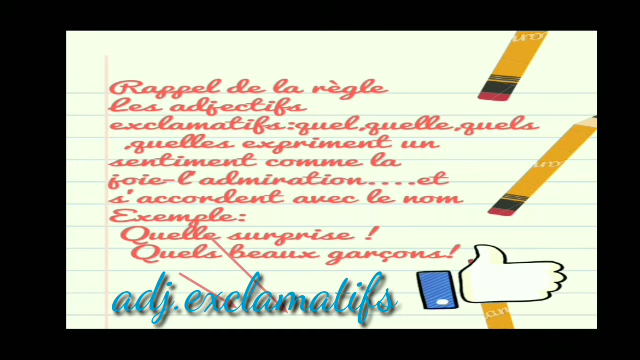 Rappel de la règle
Les adjectifs
exclamatifs:quel,quelle,quels
,quelles expriment un
sentiment comme la
joie-l'admiration....et
s'accordent avec le nom
Exemple:
Quelle surprise !
Quels beaux garçons!.
adj.exclamatifs